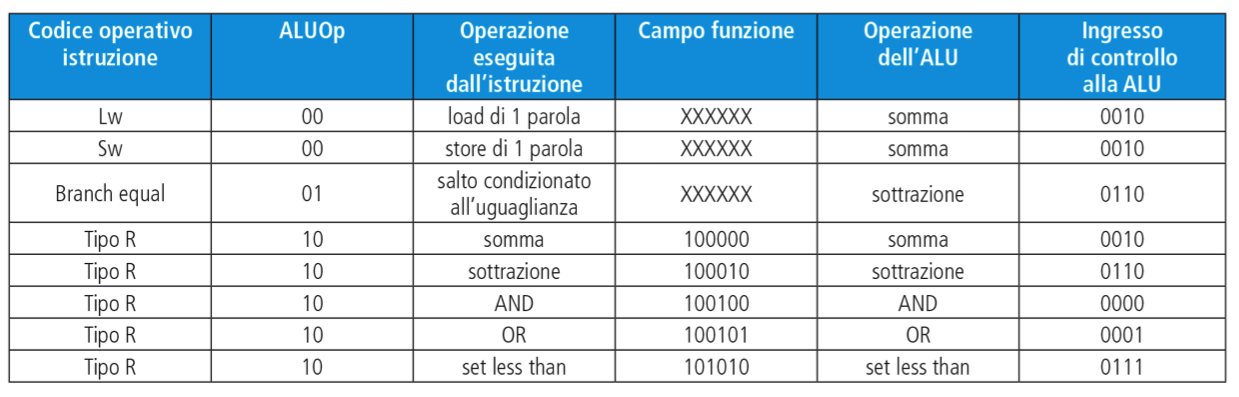 Codice operativo istruzione | ALUOp | Operazione eseguita dall'istruzione | Campo funzione | Operazione dell'ALU | Ingresso di controllo alla ALU
Lw | 00 | load di 1 parola | XXXXXX | somma | 0010
Sw | 00 | store di 1 parola | XXXXXX | somma | 0010
Branch equal | 01 | salto condizionato all'uguaglianza | XXXXXX | sottrazione | 0110
Tipo R | 10 | somma | 100000 | somma | 0010
Tipo R | 10 | sottrazione | 100010 | sottrazione | 0110
Tipo R | 10 | AND | 100100 | AND | 0000
Tipo R | 10 | OR | 100101 | OR | 0001
Tipo R | 10 | set less than | 101010 | set less than | 0111